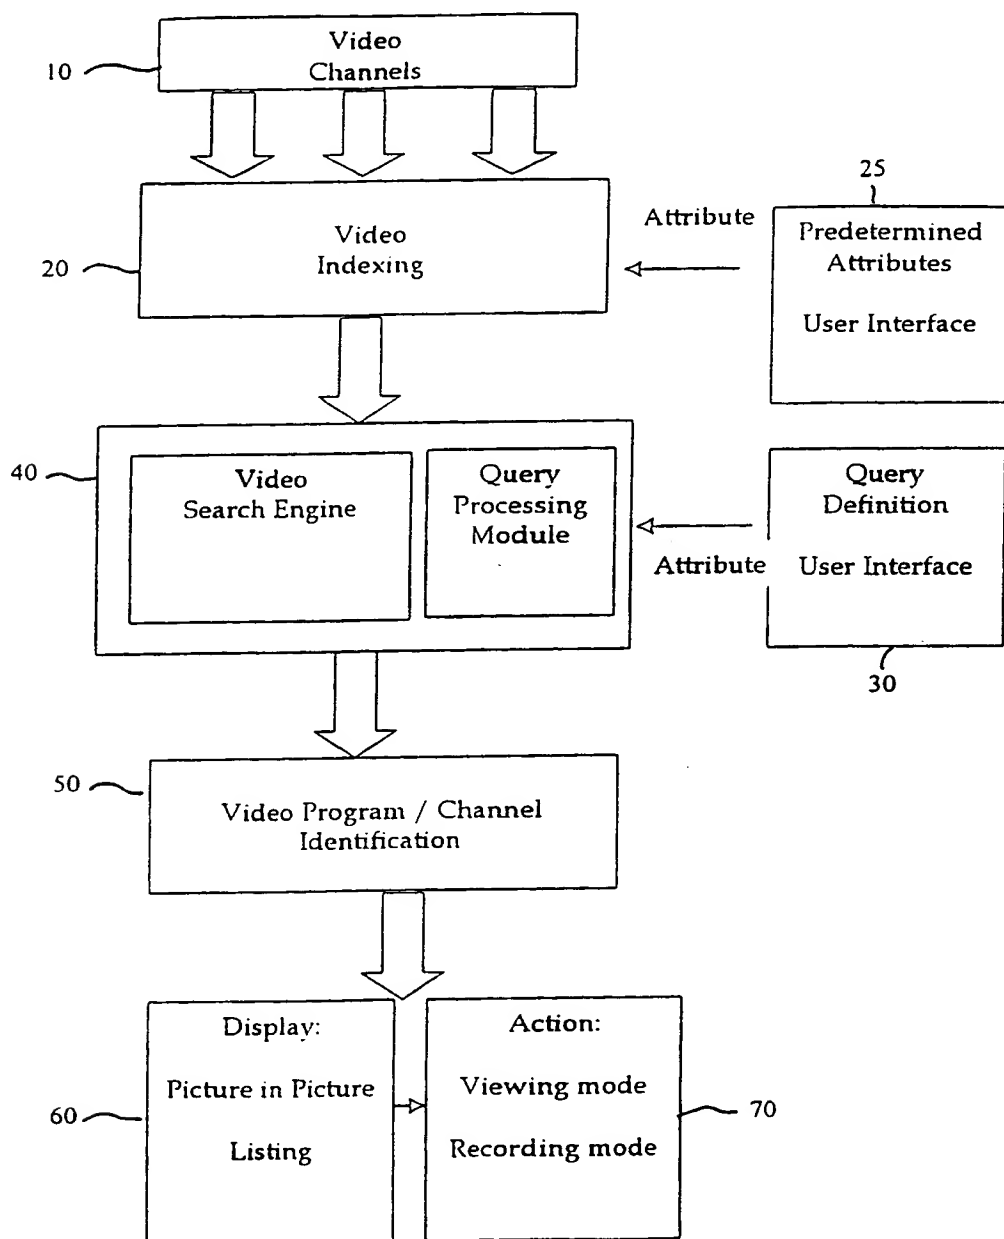 Video
Channels
10
25
Attribute
Predetermined
Attributes
User Interface
Video
Indexing
20
40
Video
Search Engine
Query
Processing
Module
Attribute
Query
Definition
User Interface
30
50
Video Program / Channel
Identification
Display:
Picture in Picture
Listing
60
Action:
Viewing mode
Recording mode
70